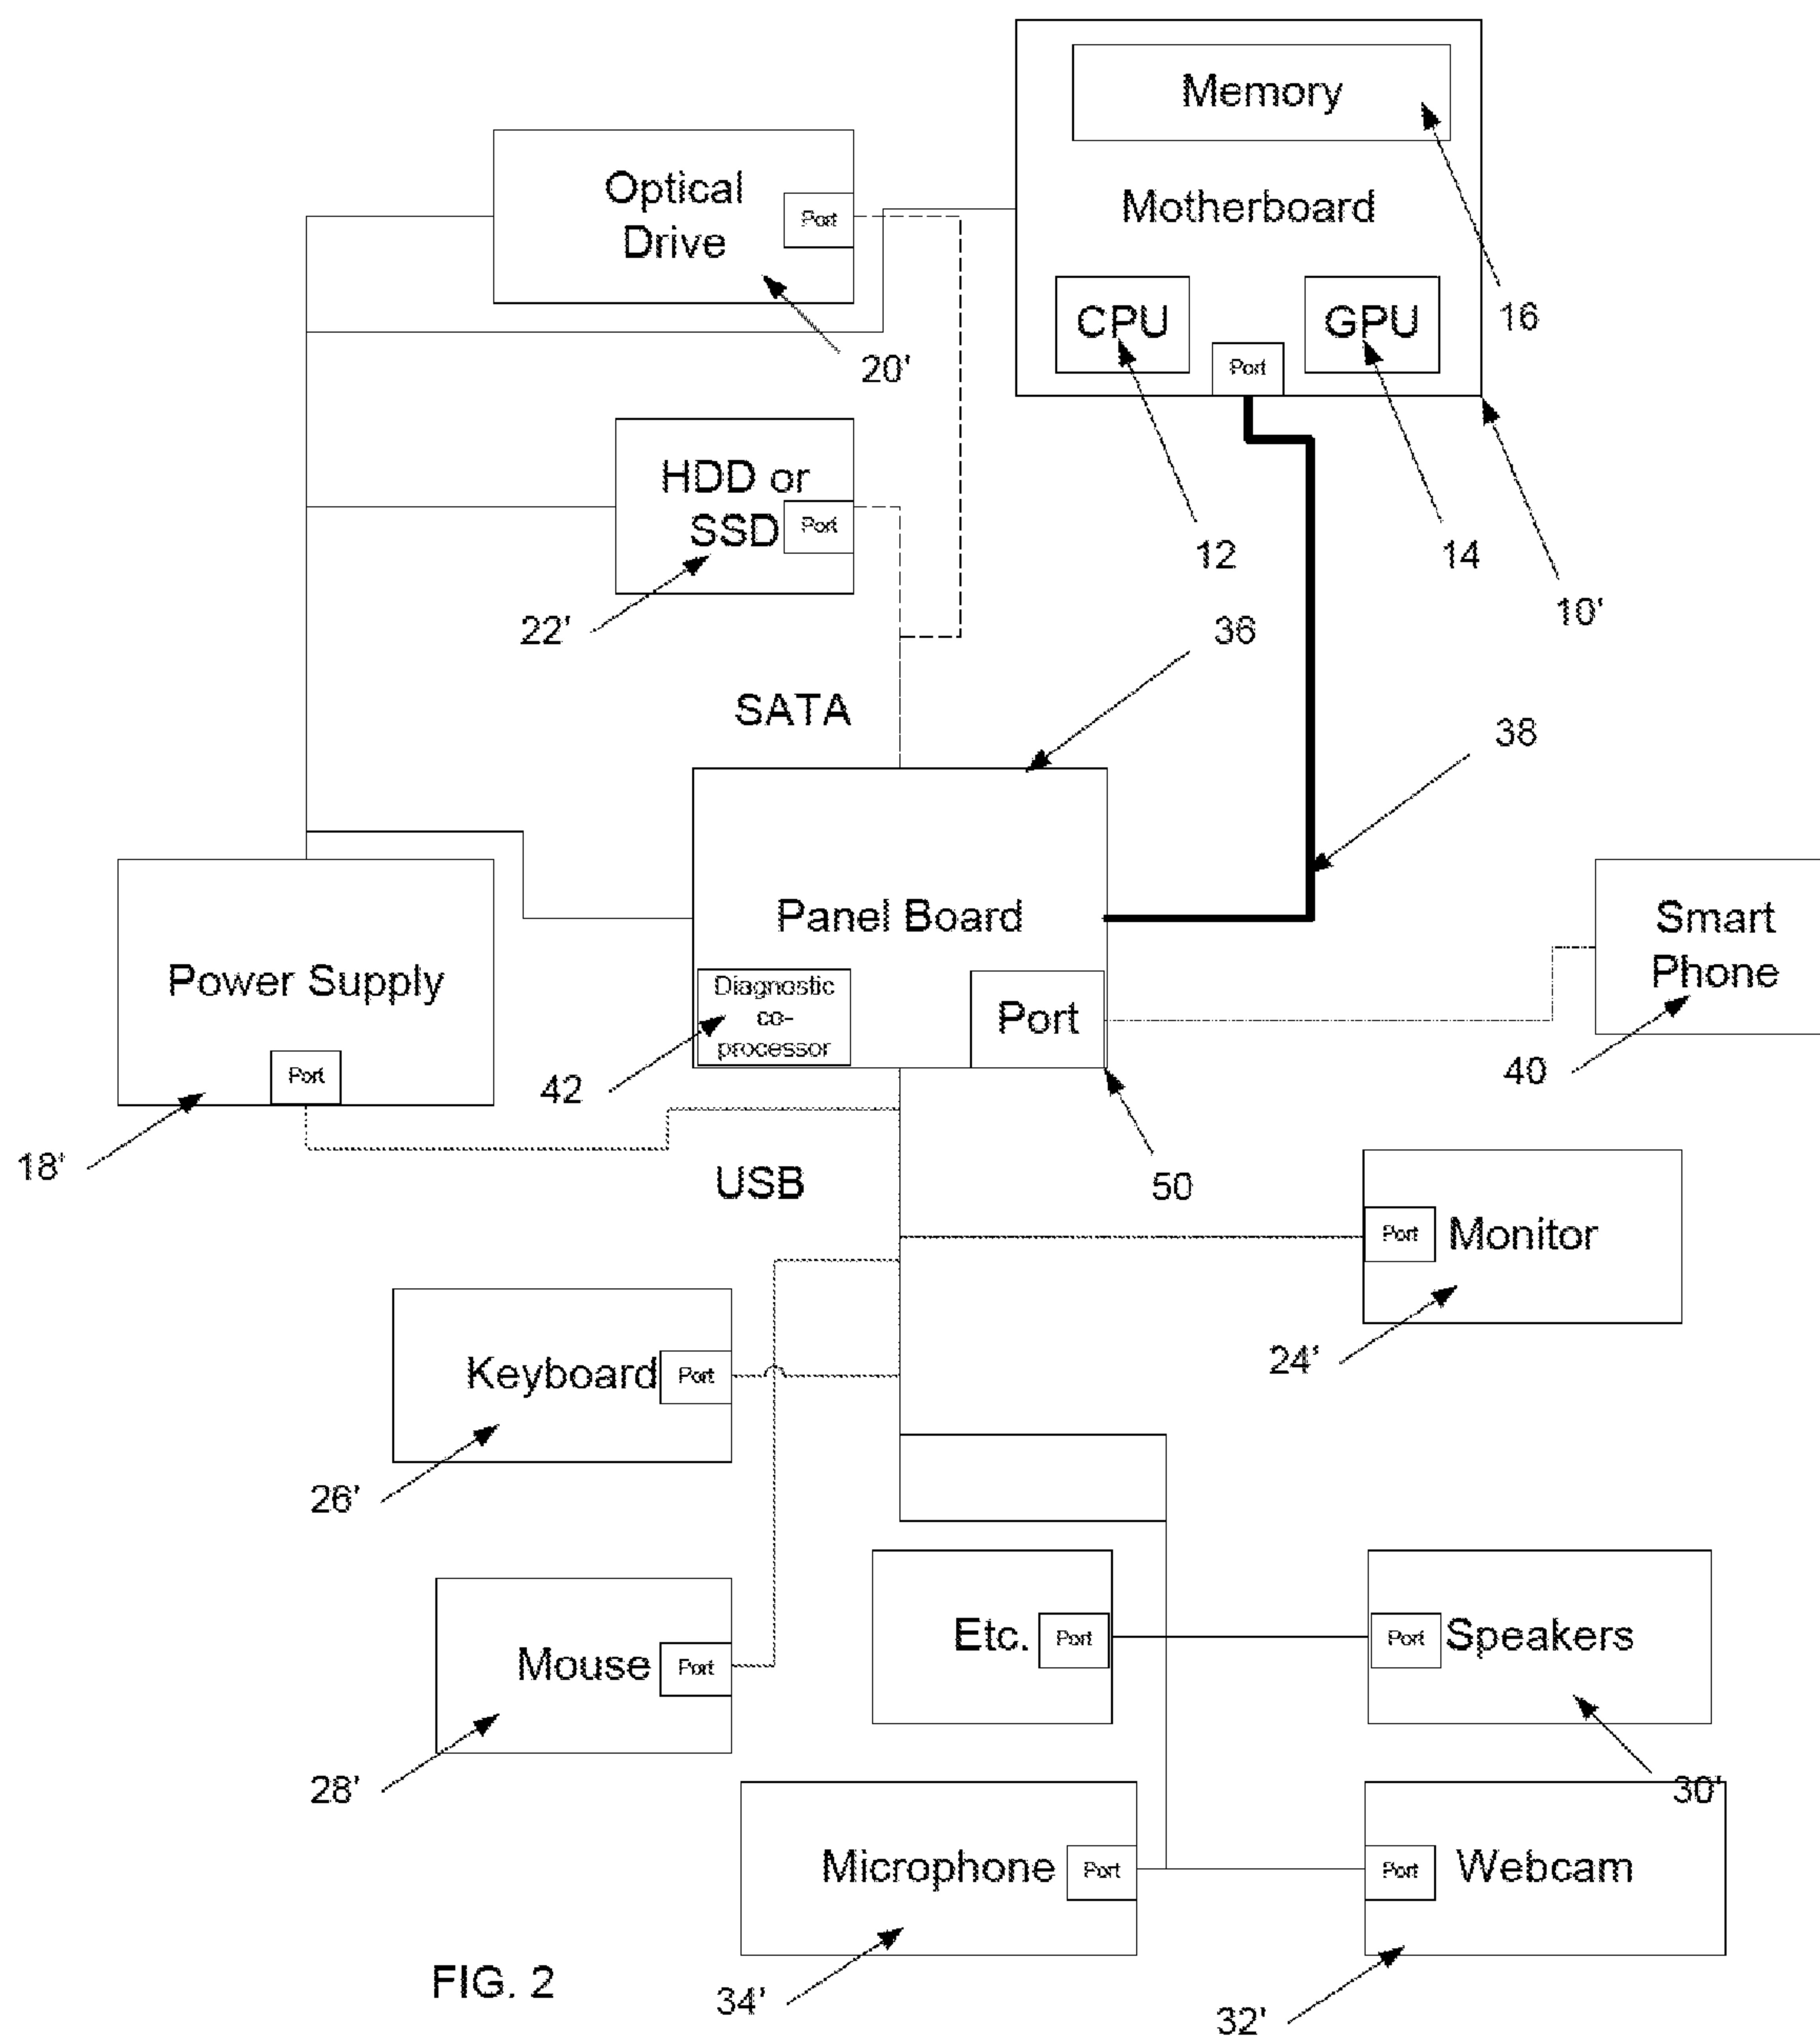 Memory
Optical
Drive
Port
Motherboard
CPU
GPU
16
20'
Port
HDD or
SSD
Port
12
14
10'
22'
36
SATA
38
Panel Board
Smart
Phone
Power Supply
Diagnostic
co-
processor
Port
Port
42
40
18'
USB
50
Port
Monitor
24'
Keyboard
Port
26'
Etc.
Port
Port
Speakers
Mouse
Port
28'
30'
Microphone
Port
Port
Webcam
FIG. 2
34'
32'